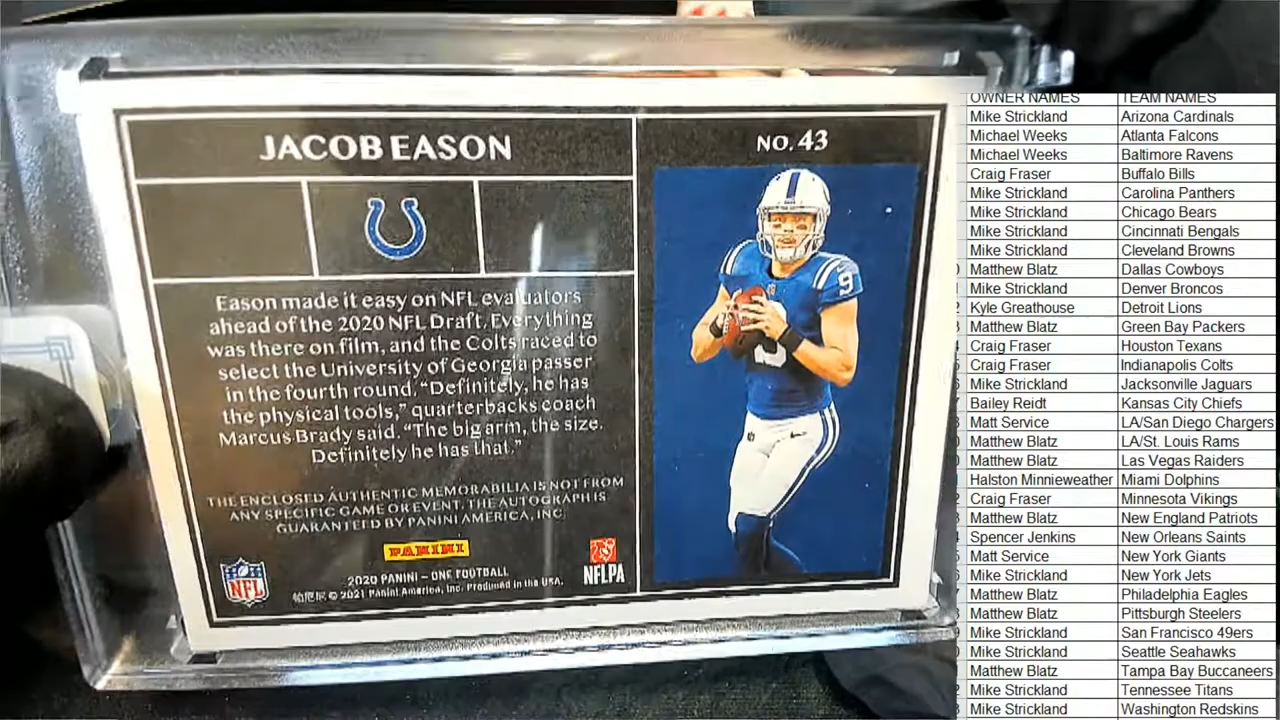 JACOB EASON
NO. 43
Eason made it easy on NFL evaluators
ahead of the 2020 NFL Draft. Everything
was there on film, and the Colts raced to
select the University of Georgia passer
in the fourth round. “Definitely, he has
the physical tools,” quarterbacks coach
Marcus Brady said. “The big arm, the size.
Definitely he has that.”
THE ENCLOSED AUTHENTIC MEMORABILIA IS NOT FROM
ANY SPECIFIC GAME OR EVENT. THE AUTOGRAPH IS
GUARANTEED BY PANINI AMERICA, INC.
PANINI
2020 PANINI – ONE FOOTBALL
© 2021 Panini America, Inc. Produced in the USA.
NFL
NFLPA
9
OWNER NAMES TEAM NAMES
Mike Strickland Arizona Cardinals
Michael Weeks Atlanta Falcons
Michael Weeks Baltimore Ravens
Craig Fraser Buffalo Bills
Mike Strickland Carolina Panthers
Mike Strickland Chicago Bears
Mike Strickland Cincinnati Bengals
Mike Strickland Cleveland Browns
Matthew Blatz Dallas Cowboys
Mike Strickland Denver Broncos
Kyle Greathouse Detroit Lions
Matthew Blatz Green Bay Packers
Craig Fraser Houston Texans
Craig Fraser Indianapolis Colts
Mike Strickland Jacksonville Jaguars
Bailey Reidt Kansas City Chiefs
Matt Service LA/San Diego Chargers
Matthew Blatz LA/St. Louis Rams
Matthew Blatz Las Vegas Raiders
Halston Minnieweather Miami Dolphins
Craig Fraser Minnesota Vikings
Matthew Blatz New England Patriots
Spencer Jenkins New Orleans Saints
Matt Service New York Giants
Mike Strickland New York Jets
Matthew Blatz Philadelphia Eagles
Matthew Blatz Pittsburgh Steelers
Mike Strickland San Francisco 49ers
Mike Strickland Seattle Seahawks
Matthew Blatz Tampa Bay Buccaneers
Mike Strickland Tennessee Titans
Mike Strickland Washington Redskins